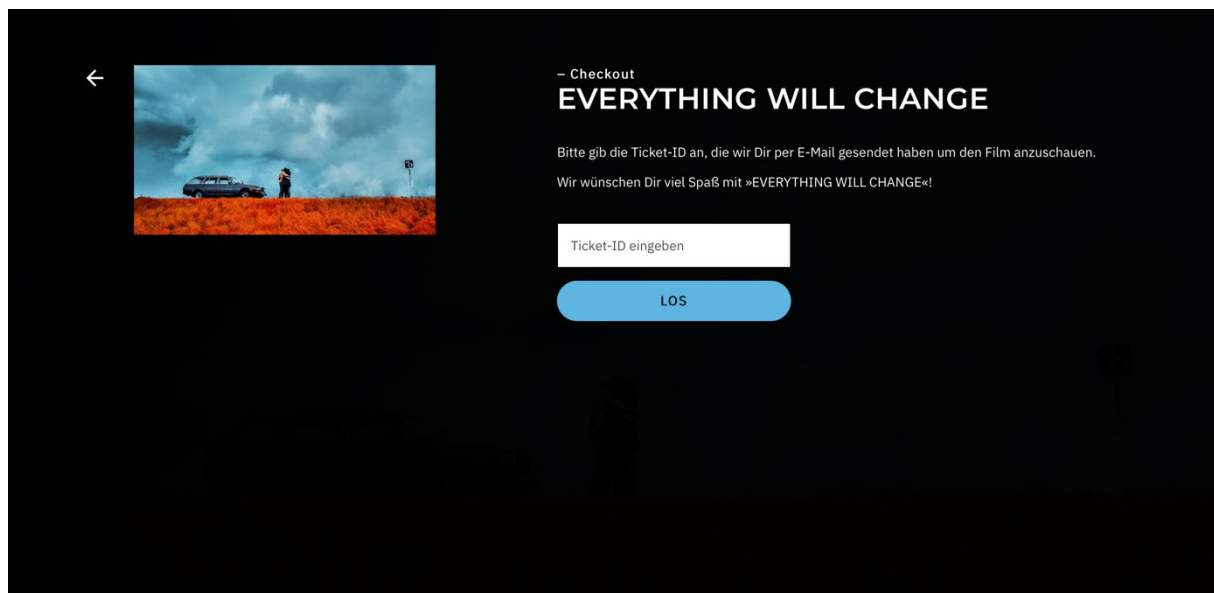 – Checkout
EVERYTHING WILL CHANGE
Bitte gib die Ticket-ID an, die wir Dir per E-Mail gesendet haben um den Film anzuschauen.
Wir wünschen Dir viel Spaß mit »EVERYTHING WILL CHANGE«!
Ticket-ID eingeben
LOS